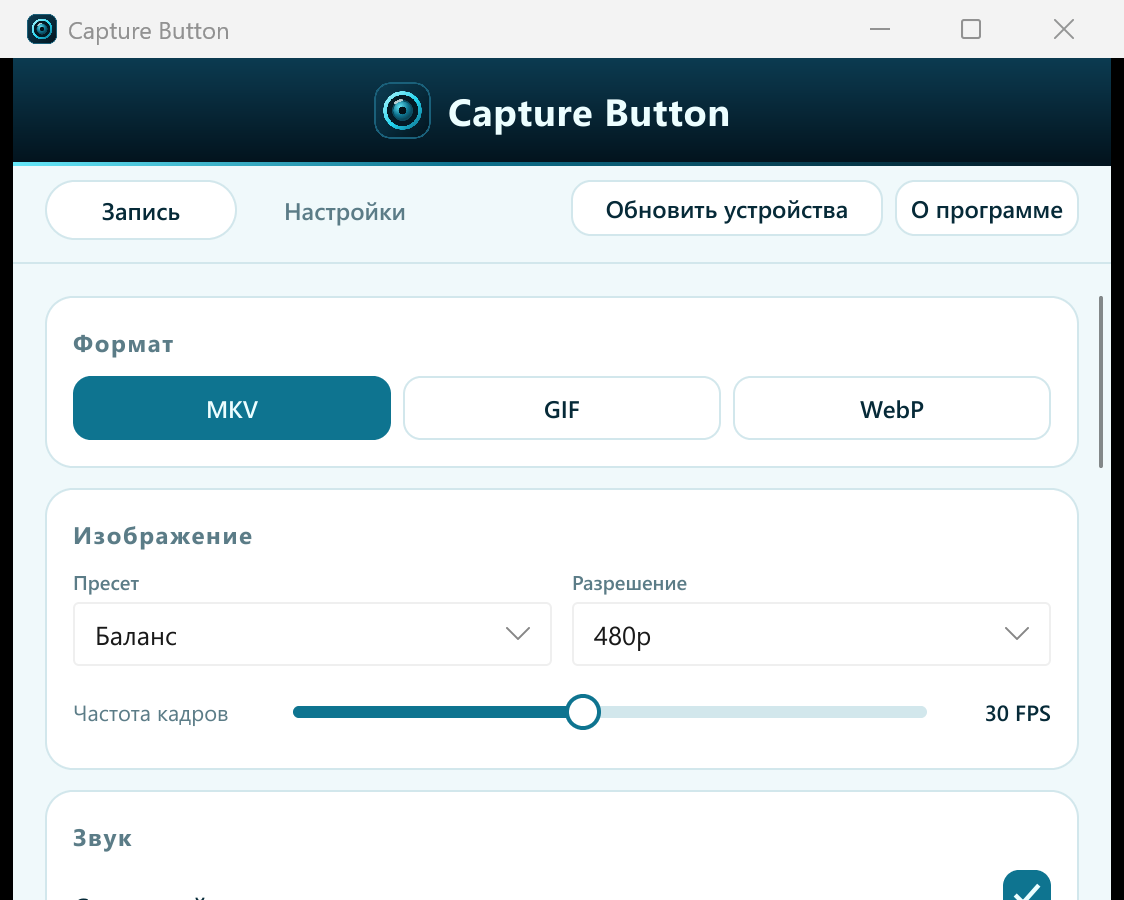 Capture Button
Capture Button
Запись
Настройки
Обновить устройства
О программе
Формат
MKV
GIF
WebP
Изображение
Пресет
Разрешение
Баланс
480p
Частота кадров
30 FPS
Звук